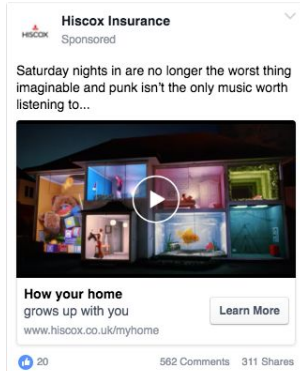 Hiscox Insurance
HISCOX
Sponsored
Saturday nights in are no longer the worst thing
imaginable and punk isn't the only music worth
listening to...
How your home
grows up with you
Learn More
www.hiscox.co.uk/myhome
20
562 Comments 311 Shares